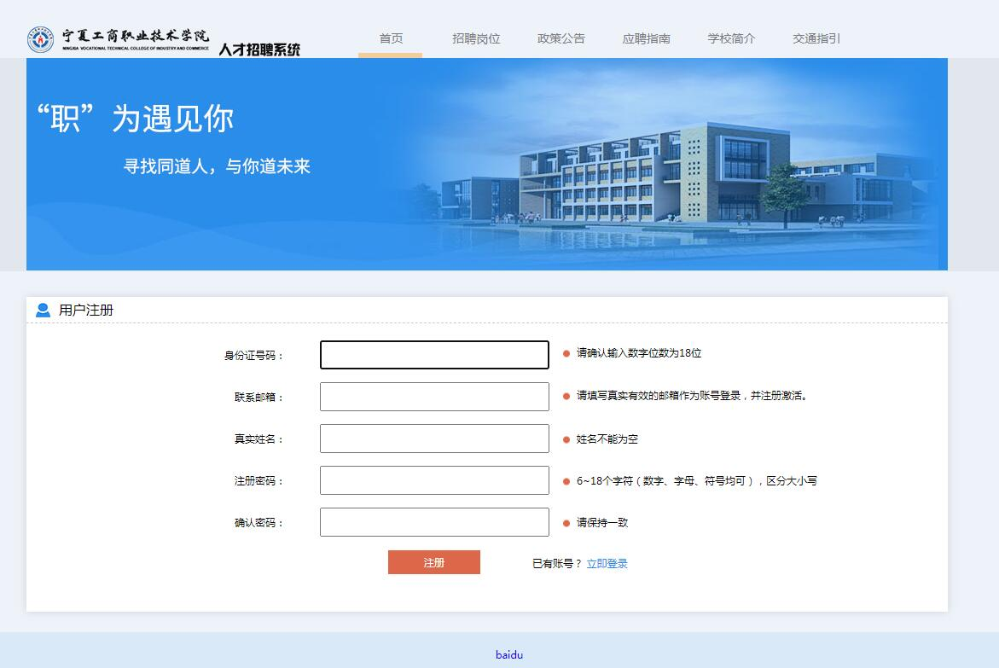 宁夏工商职业技术学院
NINGXIA VOCATIONAL TECHNICAL COLLEGE OF INDUSTRY AND COMMERCE
人才招聘系统
首页 招聘岗位 政策公告 应聘指南 学校简介 交通指引
“职”为遇见你
寻找同道人，与你道未来
用户注册
身份证号码： 请确认输入数字位数为18位
联系邮箱： 请填写真实有效的邮箱作为账号登录，并注册激活。
真实姓名： 姓名不能为空
注册密码： 6~18个字符（数字、字母、符号均可），区分大小写
确认密码： 请保持一致
注册 已有账号？ 立即登录
baidu